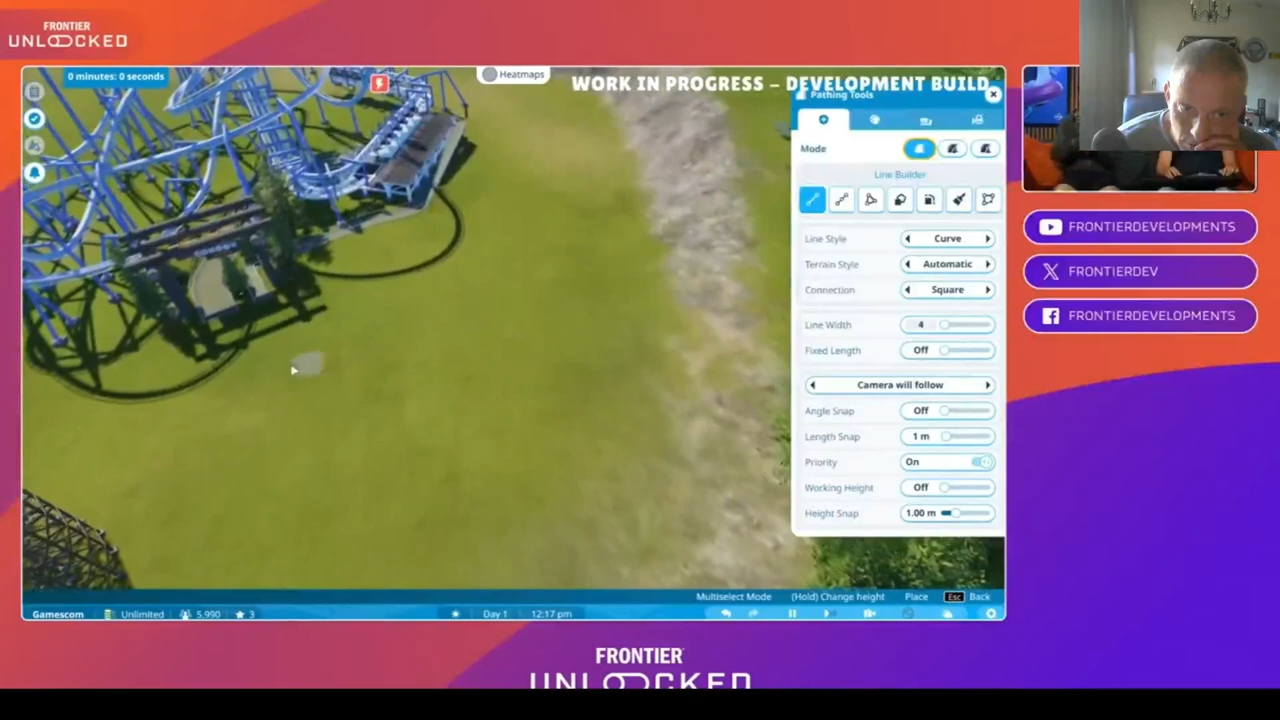 FRONTIER
UNLOCKED
0 minutes: 0 seconds
Heatmaps
WORK IN PROGRESS – DEVELOPMENT BUILD
Pathing Tools
Mode
Line Builder
Line Style
Curve
Terrain Style
Automatic
Connection
Square
Line Width
4
Fixed Length
Off
Camera will follow
Angle Snap
Off
Length Snap
1 m
Priority
On
Working Height
Off
Height Snap
1.00 m
Multiselect Mode
(Hold) Change height
Place
Esc
Back
Gamescom
Unlimited
5,990
3
Day 1
12:17 pm
FRONTIERDEVELOPMENTS
FRONTIERDEV
FRONTIERDEVELOPMENTS
FRONTIER
UNLOCKED